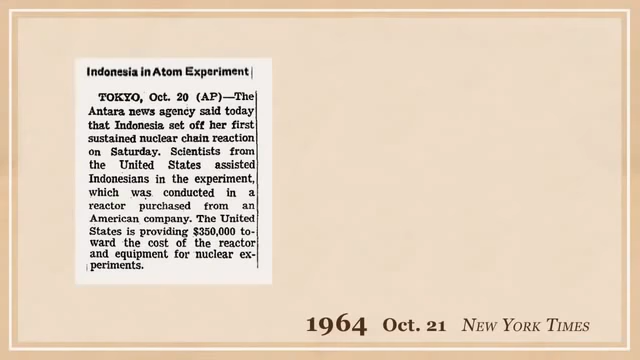 Indonesia in Atom Experiment
TOKYO, Oct. 20 (AP)—The
Antara news agency said today
that Indonesia set off her first
sustained nuclear chain reaction
on Saturday. Scientists from
the United States assisted
Indonesians in the experiment,
which was conducted in a
reactor purchased from an
American company. The United
States is providing $350,000 to-
ward the cost of the reactor
and equipment for nuclear ex-
periments.
1964 Oct. 21 New York Times